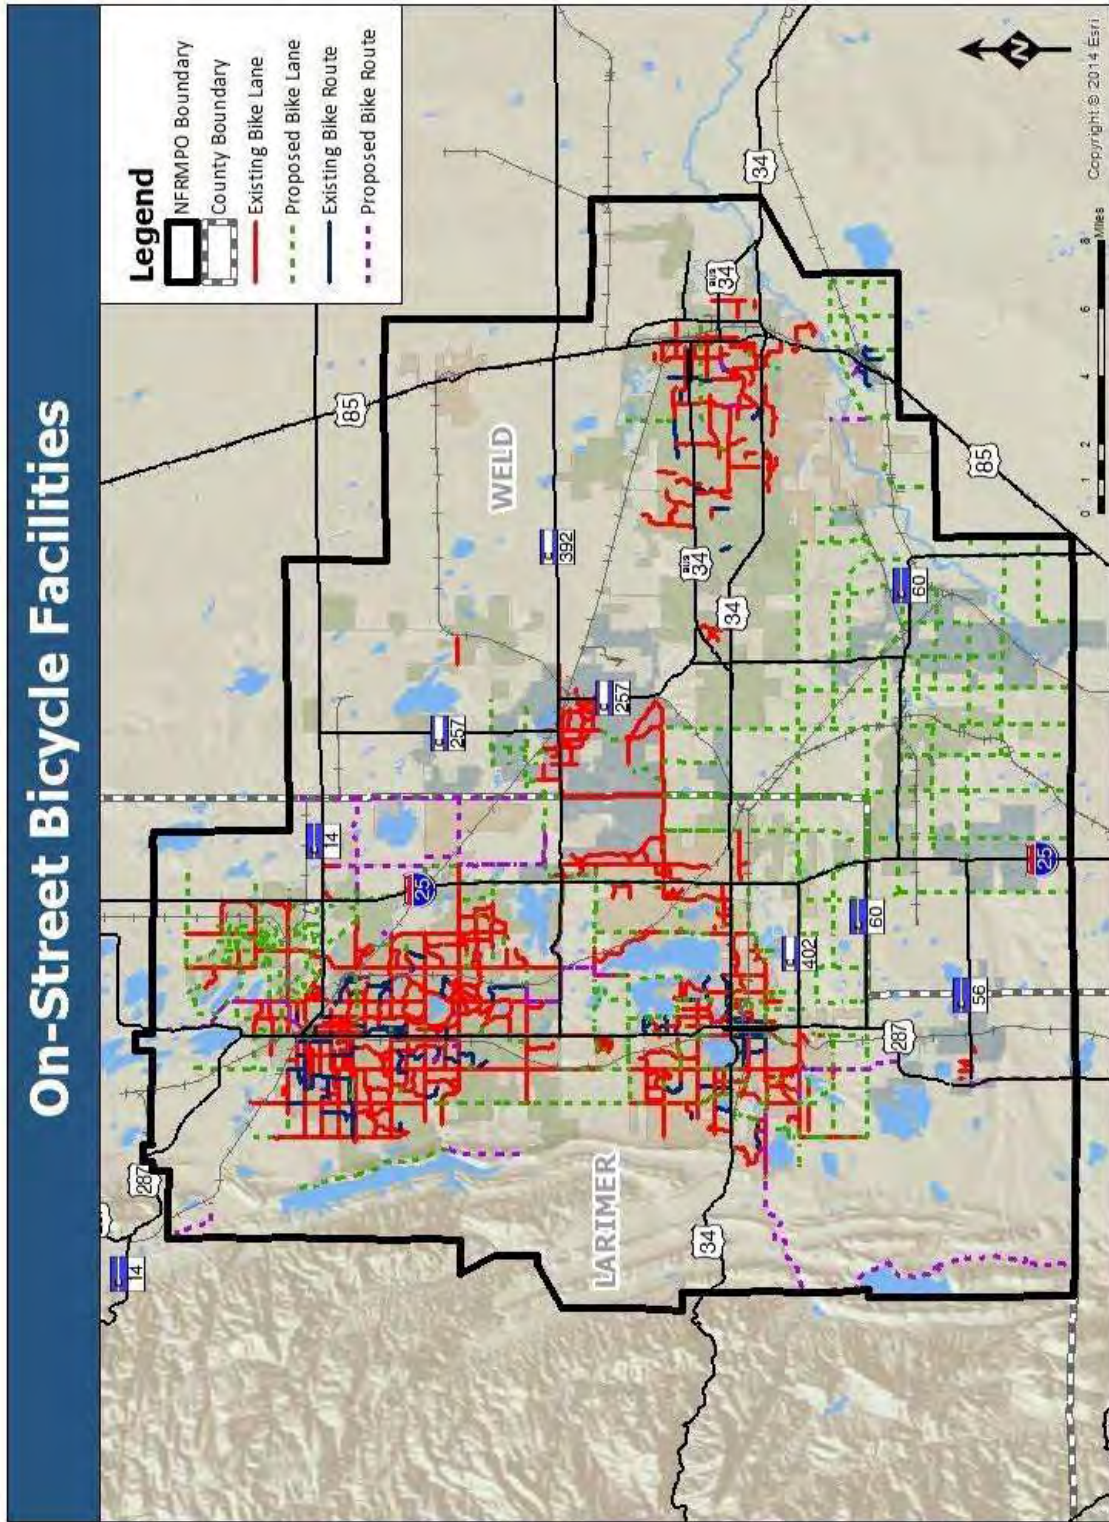 On-Street Bicycle Facilities
Legend
NFRMPO Boundary
County Boundary
Existing Bike Lane
Proposed Bike Lane
Existing Bike Route
Proposed Bike Route
14
287
14
85
25
257
WELD
392
LARIMER
257
BUS
34
34
BUS
34
34
34
402
60
287
60
56
85
25
N
0 1 2 4 6 8
Miles
Copyright © 2014 Esri